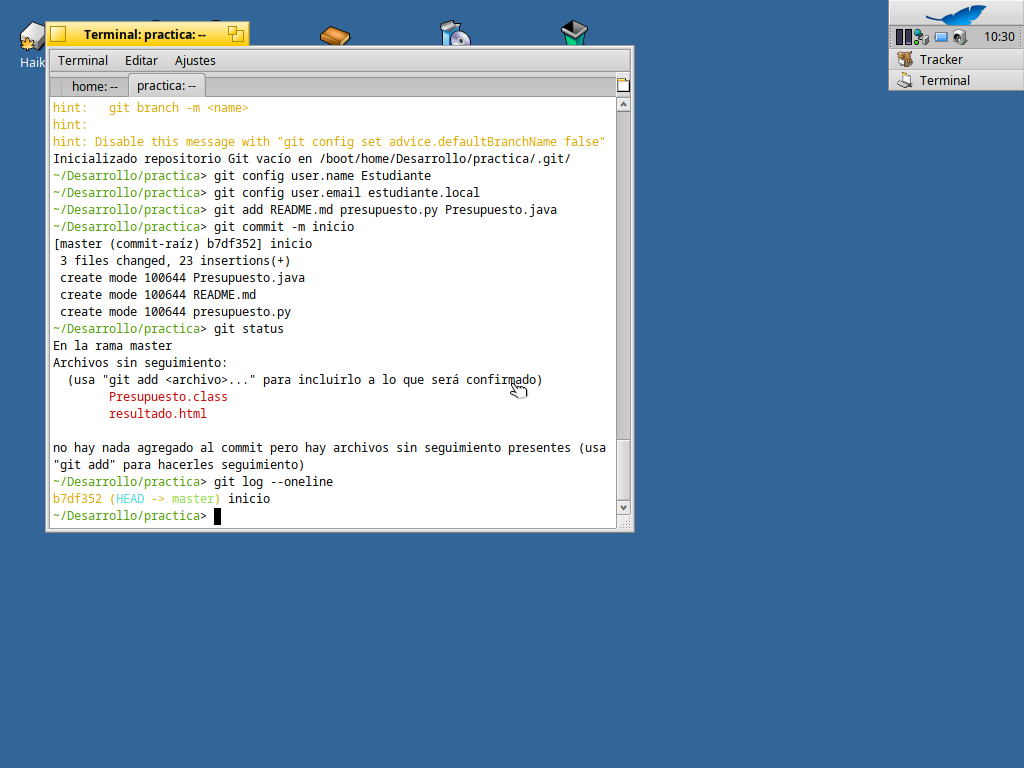 Terminal: practica: --
Haik
10:30
Tracker
Terminal
Terminal Editar Ajustes
home: -- practica: --
hint:   git branch -m <name>
hint:
hint: Disable this message with "git config set advice.defaultBranchName false"
Inicializado repositorio Git vacío en /boot/home/Desarrollo/practica/.git/
~/Desarrollo/practica> git config user.name Estudiante
~/Desarrollo/practica> git config user.email estudiante.local
~/Desarrollo/practica> git add README.md presupuesto.py Presupuesto.java
~/Desarrollo/practica> git commit -m inicio
[master (commit-raíz) b7df352] inicio
 3 files changed, 23 insertions(+)
 create mode 100644 Presupuesto.java
 create mode 100644 README.md
 create mode 100644 presupuesto.py
~/Desarrollo/practica> git status
En la rama master
Archivos sin seguimiento:
  (usa "git add <archivo>..." para incluirlo a lo que será confirmado)
        Presupuesto.class
        resultado.html
no hay nada agregado al commit pero hay archivos sin seguimiento presentes (usa
"git add" para hacerles seguimiento)
~/Desarrollo/practica> git log --oneline
b7df352 (HEAD -> master) inicio
~/Desarrollo/practica>